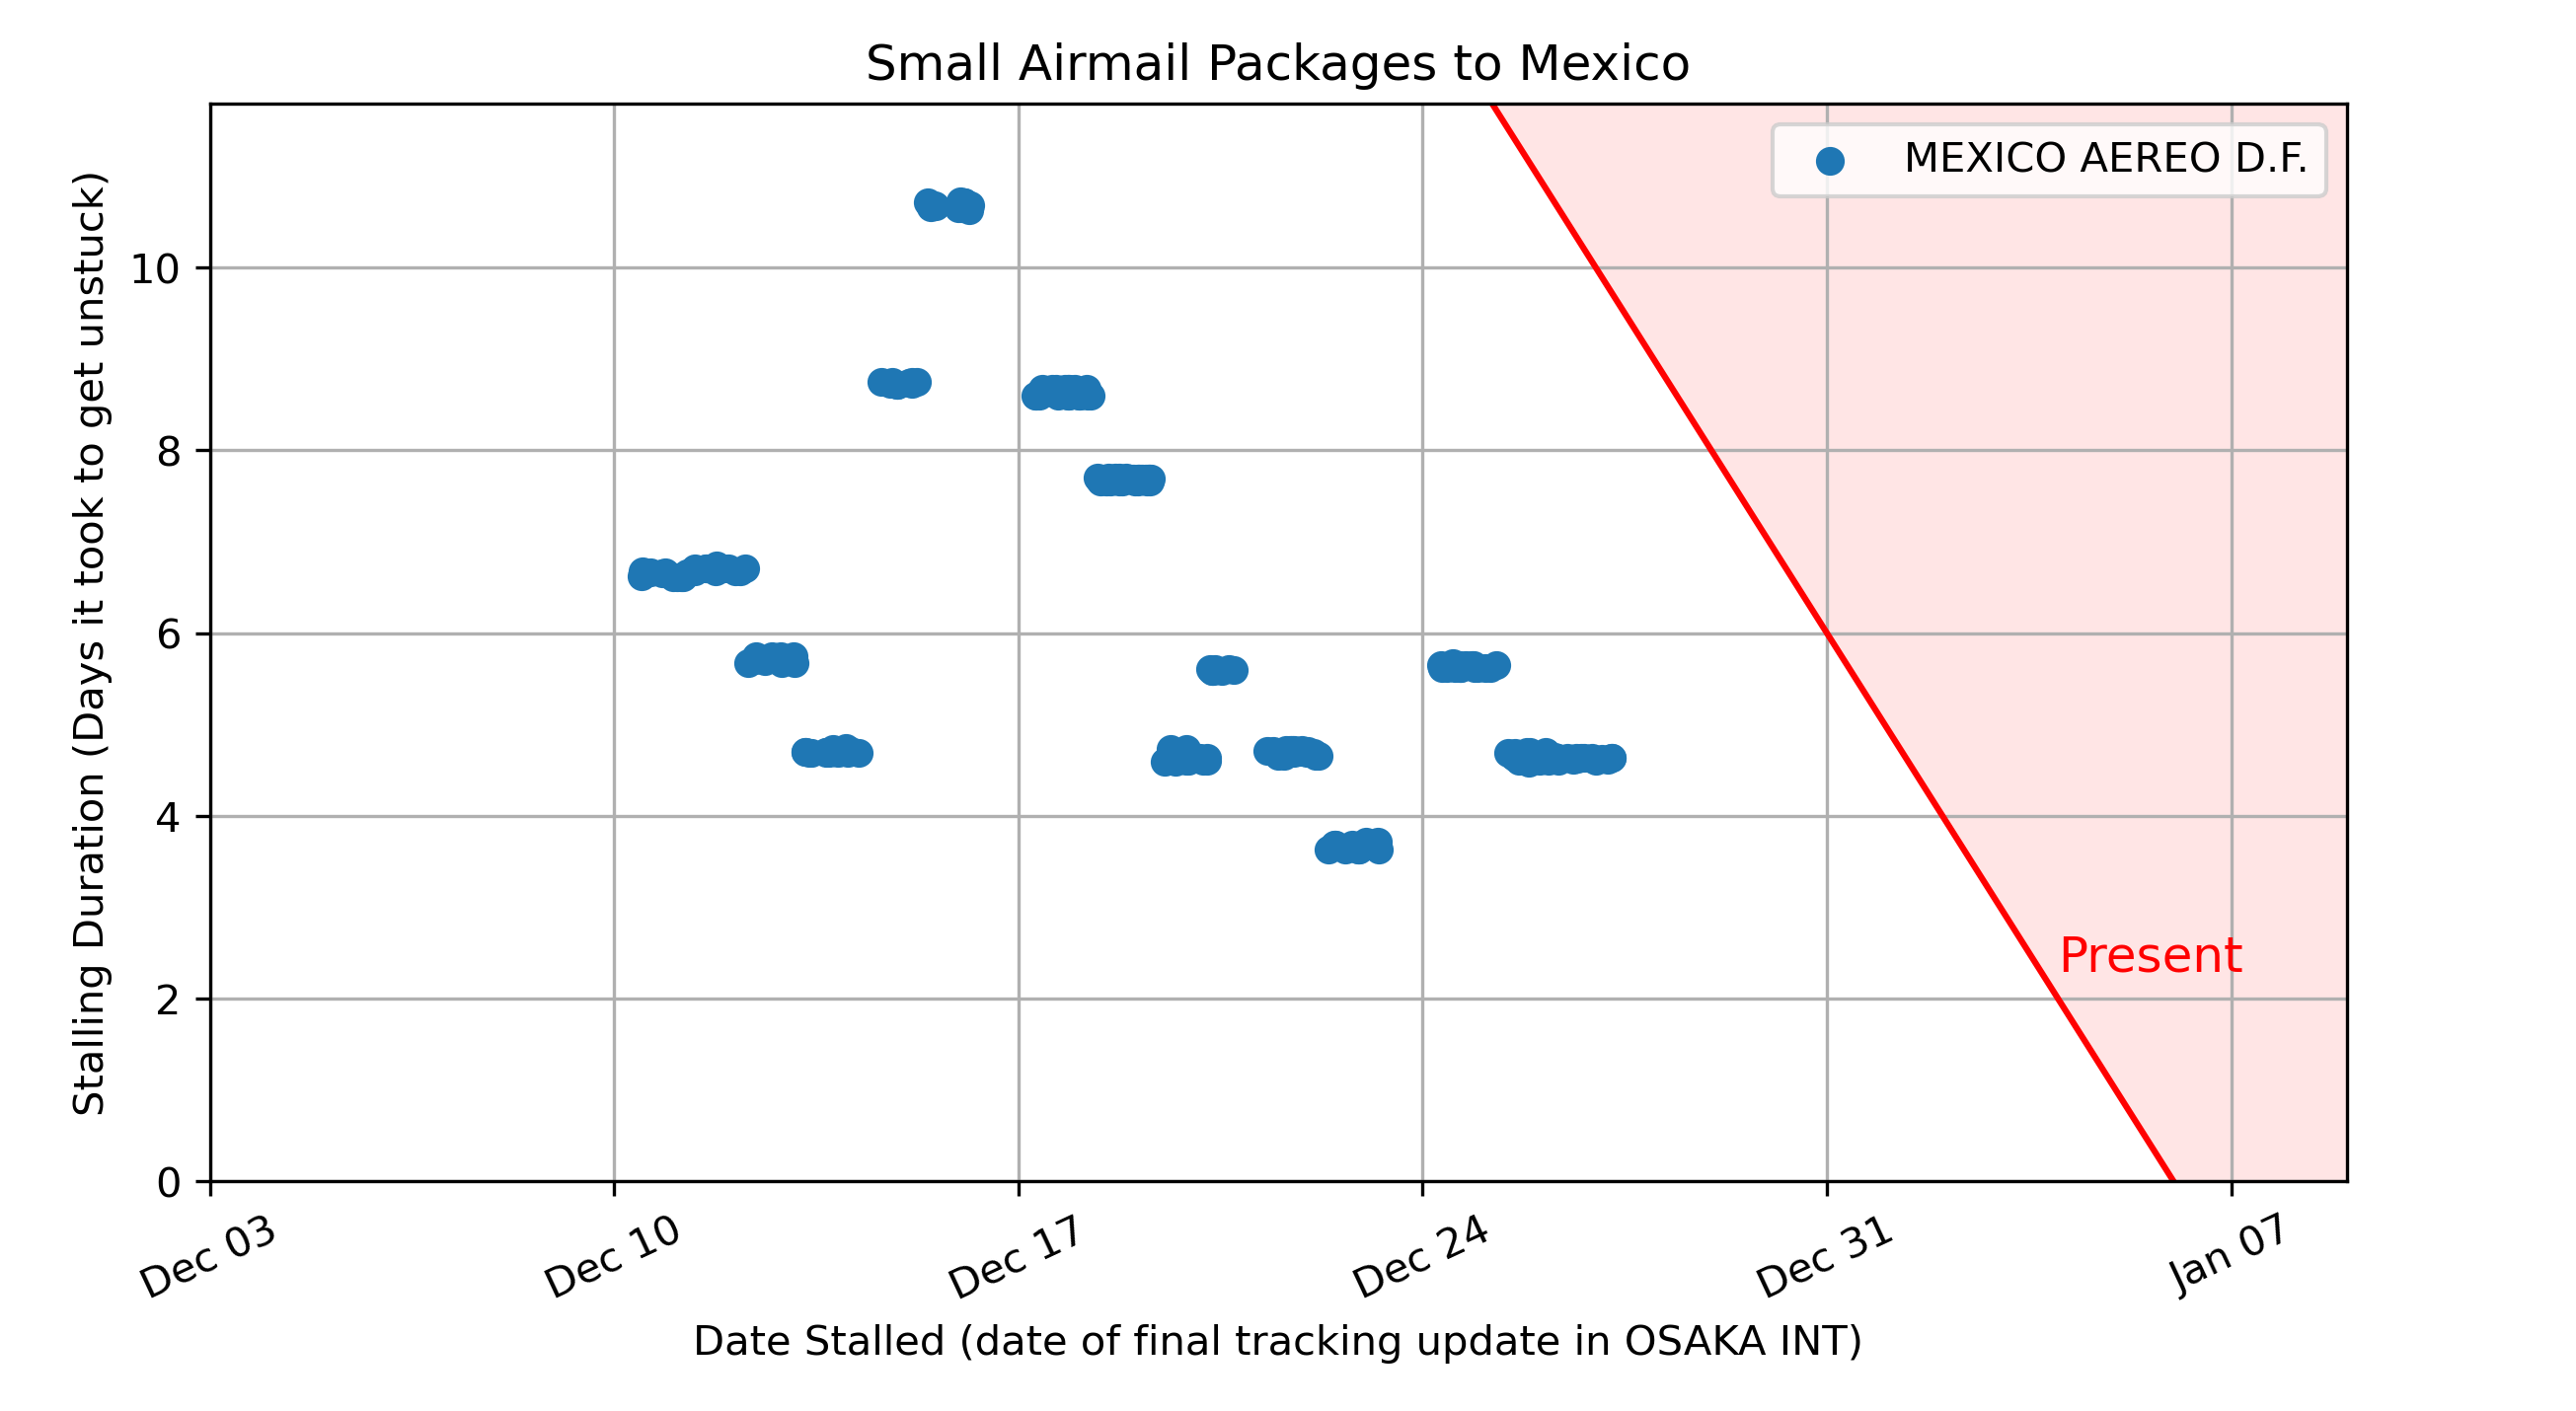 Small Airmail Packages to Mexico
MEXICO AEREO D.F.
Stalling Duration (Days it took to get unstuck)
10
8
6
4
2
0
Present
Dec 03
Dec 10
Dec 17
Dec 24
Dec 31
Jan 07
Date Stalled (date of final tracking update in OSAKA INT)